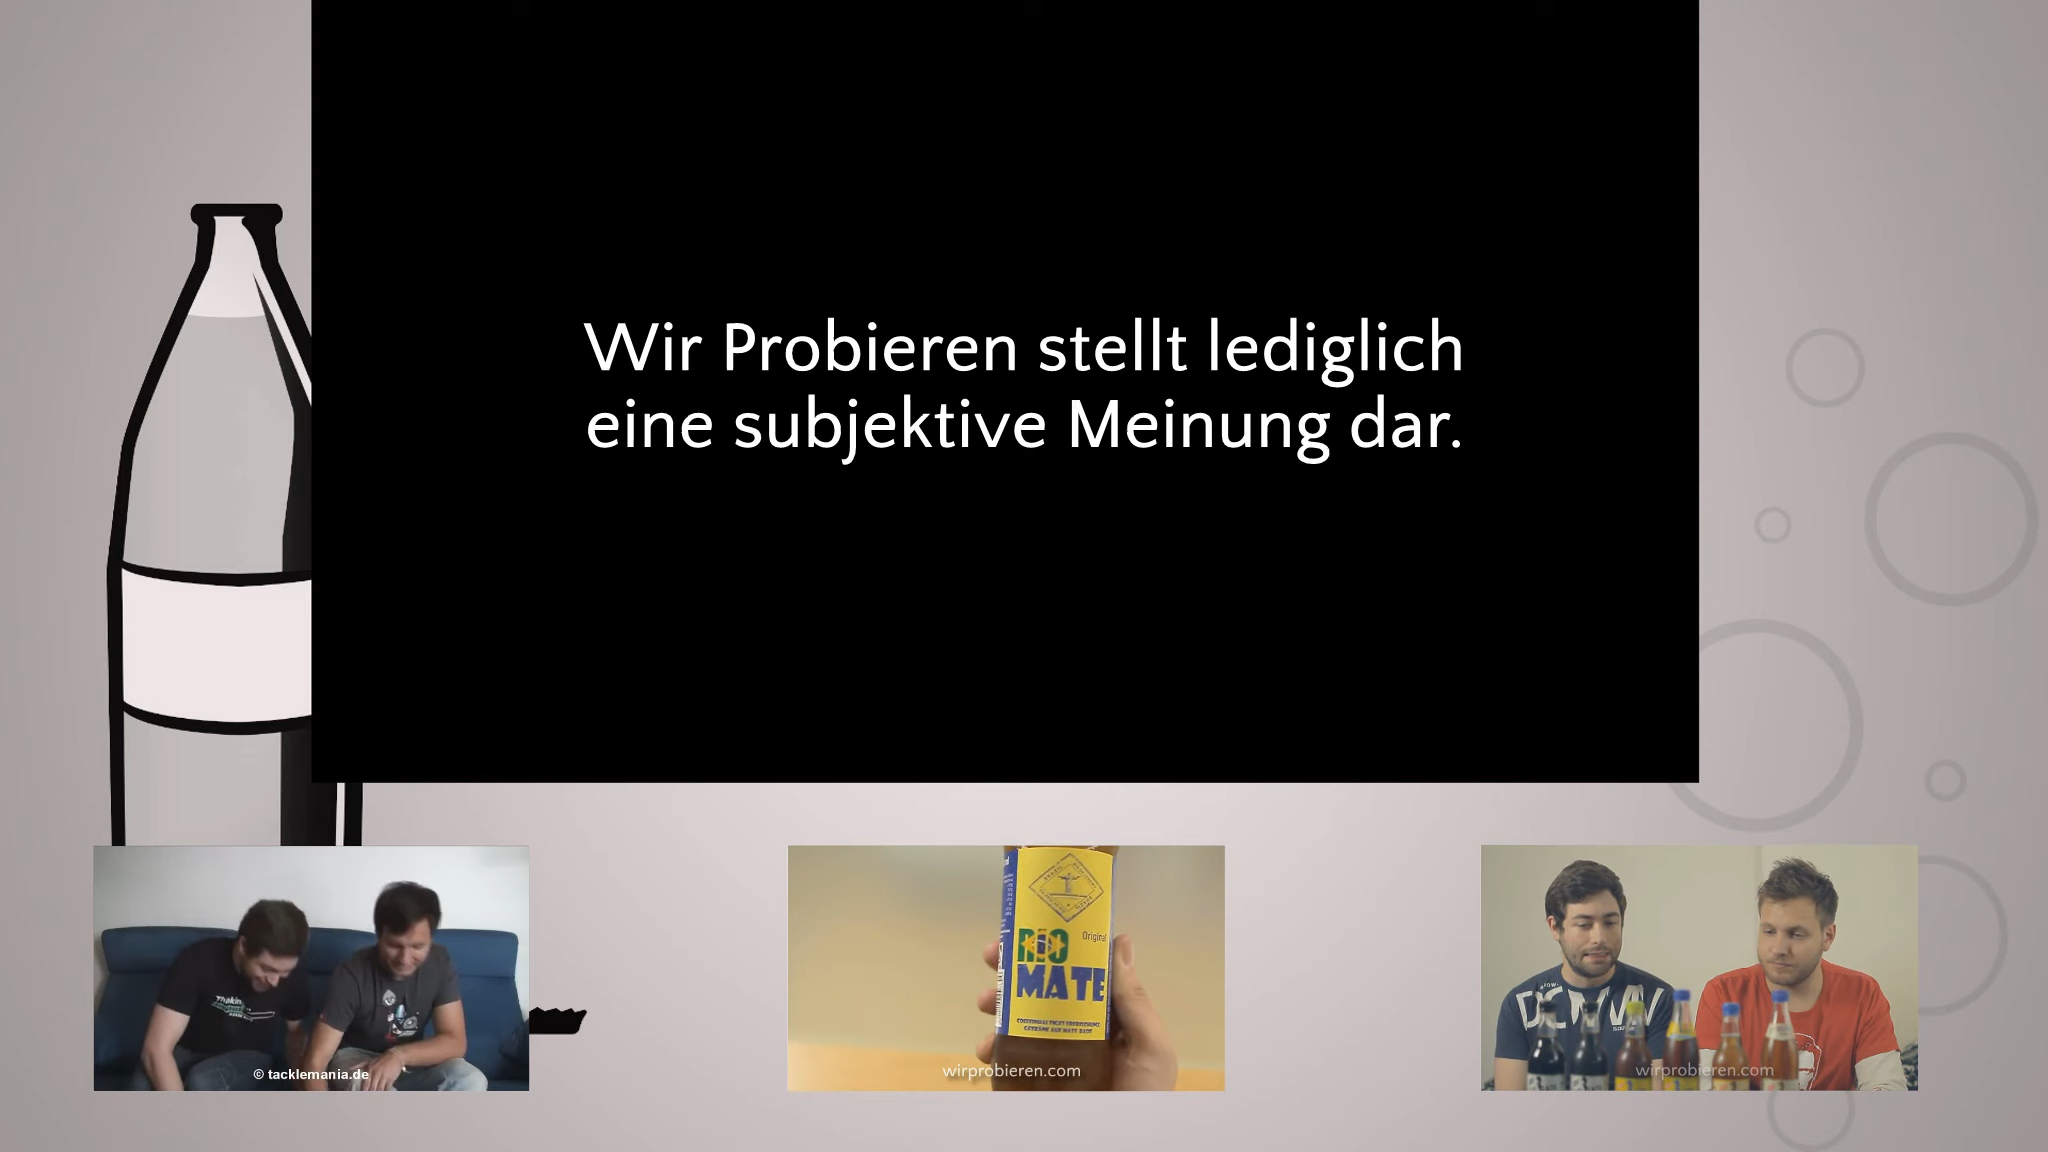 Wir Probieren stellt lediglich
eine subjektive Meinung dar.
© tacklemania.de
Original
RIO
MATE
wirprobieren.com
wirprobieren.com